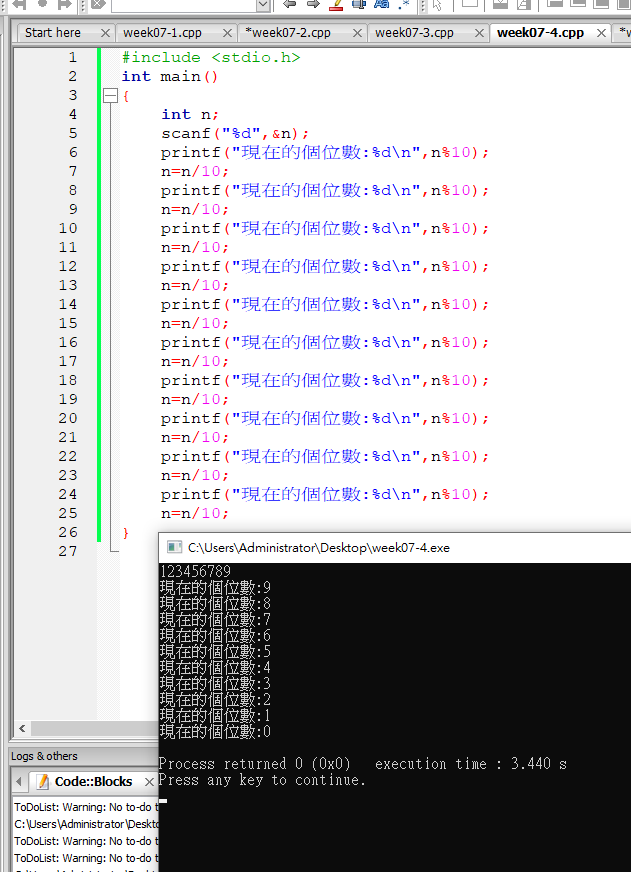 Start here week07-1.cpp *week07-2.cpp week07-3.cpp week07-4.cpp *w
1 #include <stdio.h>
2 int main()
3 {
4 int n;
5 scanf("%d",&n);
6 printf("現在的個位數:%d\n",n%10);
7 n=n/10;
8 printf("現在的個位數:%d\n",n%10);
9 n=n/10;
10 printf("現在的個位數:%d\n",n%10);
11 n=n/10;
12 printf("現在的個位數:%d\n",n%10);
13 n=n/10;
14 printf("現在的個位數:%d\n",n%10);
15 n=n/10;
16 printf("現在的個位數:%d\n",n%10);
17 n=n/10;
18 printf("現在的個位數:%d\n",n%10);
19 n=n/10;
20 printf("現在的個位數:%d\n",n%10);
21 n=n/10;
22 printf("現在的個位數:%d\n",n%10);
23 n=n/10;
24 printf("現在的個位數:%d\n",n%10);
25 n=n/10;
26 }
27
C:\Users\Administrator\Desktop\week07-4.exe
123456789
現在的個位數:9
現在的個位數:8
現在的個位數:7
現在的個位數:6
現在的個位數:5
現在的個位數:4
現在的個位數:3
現在的個位數:2
現在的個位數:1
現在的個位數:0
Process returned 0 (0x0) execution time : 3.440 s
Press any key to continue.
Logs & others
Code::Blocks
ToDoList: Warning: No to-do t
C:\Users\Administrator\Deskto
ToDoList: Warning: No to-do t
ToDoList: Warning: No to-do t